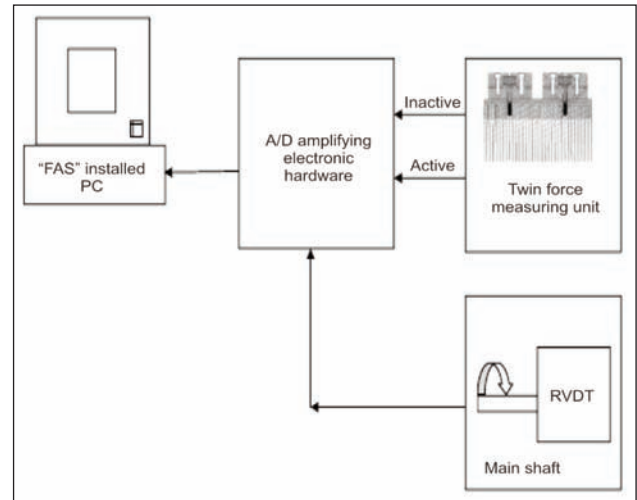 "FAS" installed
PC
A/D amplifying
electronic
hardware
Inactive
Active
Twin force
measuring unit
RVDT
Main shaft